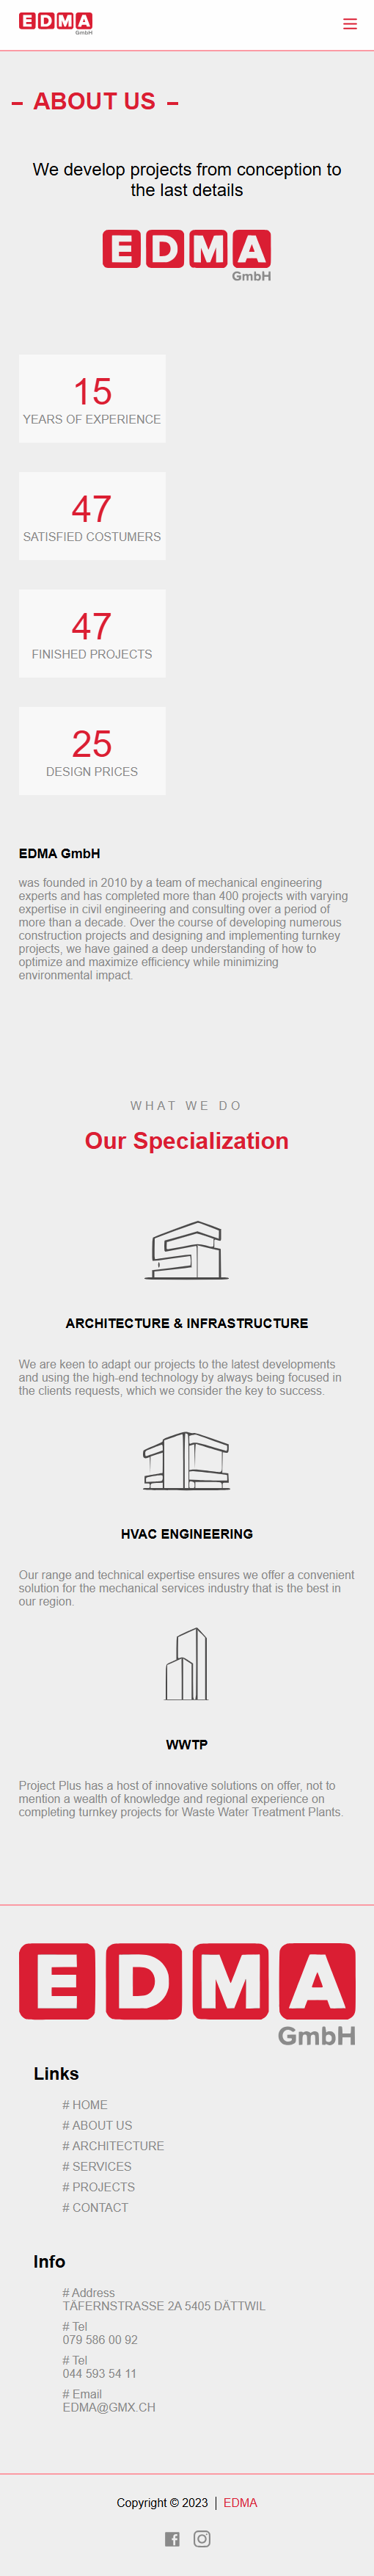 EDMA
GmbH
– ABOUT US –
We develop projects from conception to
the last details
EDMA
GmbH
15
YEARS OF EXPERIENCE
47
SATISFIED COSTUMERS
47
FINISHED PROJECTS
25
DESIGN PRICES
EDMA GmbH
was founded in 2010 by a team of mechanical engineering
experts and has completed more than 400 projects with varying
expertise in civil engineering and consulting over a period of
more than a decade. Over the course of developing numerous
construction projects and designing and implementing turnkey
projects, we have gained a deep understanding of how to
optimize and maximize efficiency while minimizing
environmental impact.
WHAT WE DO
Our Specialization
ARCHITECTURE & INFRASTRUCTURE
We are keen to adapt our projects to the latest developments
and using the high-end technology by always being focused in
the clients requests, which we consider the key to success.
HVAC ENGINEERING
Our range and technical expertise ensures we offer a convenient
solution for the mechanical services industry that is the best in
our region.
WWTP
Project Plus has a host of innovative solutions on offer, not to
mention a wealth of knowledge and regional experience on
completing turnkey projects for Waste Water Treatment Plants.
EDMA
GmbH
Links
# HOME
# ABOUT US
# ARCHITECTURE
# SERVICES
# PROJECTS
# CONTACT
Info
# Address
TÄFERNSTRASSE 2A 5405 DÄTTWIL
# Tel
079 586 00 92
# Tel
044 593 54 11
# Email
EDMA@GMX.CH
Copyright © 2023 | EDMA